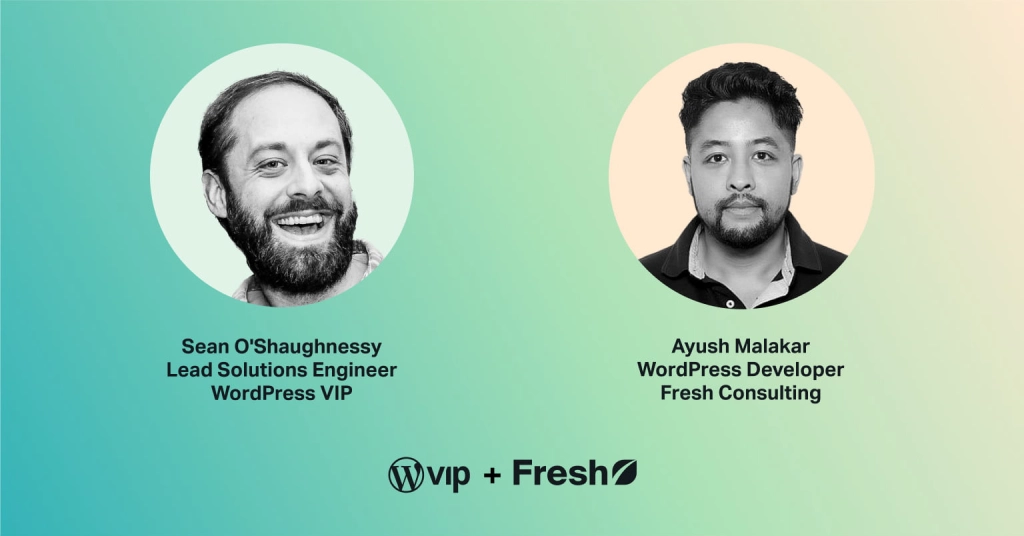 Sean O'Shaughnessy
Lead Solutions Engineer
WordPress VIP
Ayush Malakar
WordPress Developer
Fresh Consulting
W vip + Fresh